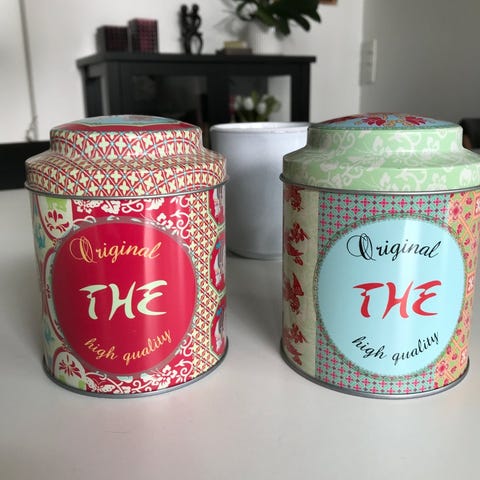 Original
THE
high quality
Original
THE
high quality